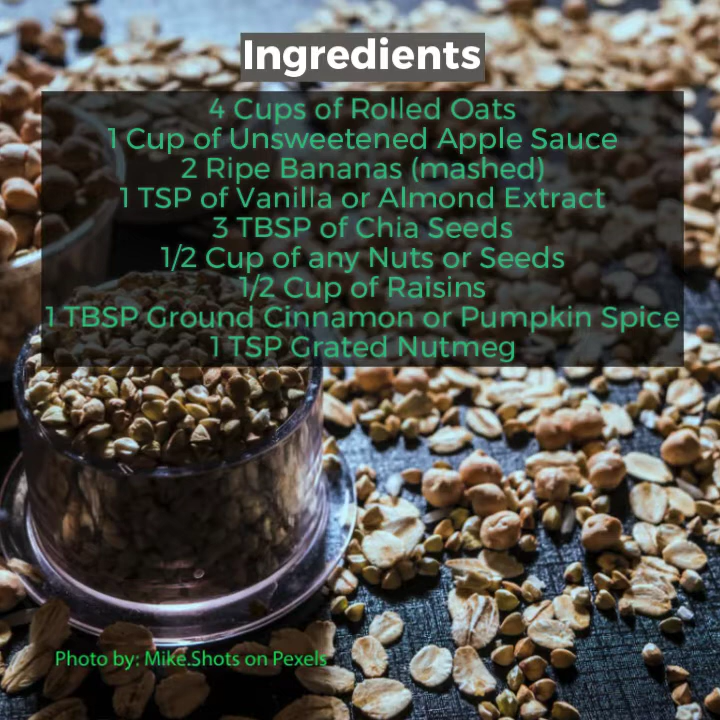 Ingredients
4 Cups of Rolled Oats
1 Cup of Unsweetened Apple Sauce
2 Ripe Bananas (mashed)
1 TSP of Vanilla or Almond Extract
3 TBSP of Chia Seeds
1/2 Cup of any Nuts or Seeds
1/2 Cup of Raisins
1 TBSP Ground Cinnamon or Pumpkin Spice
1 TSP Grated Nutmeg
Photo by: Mike.Shots on Pexels